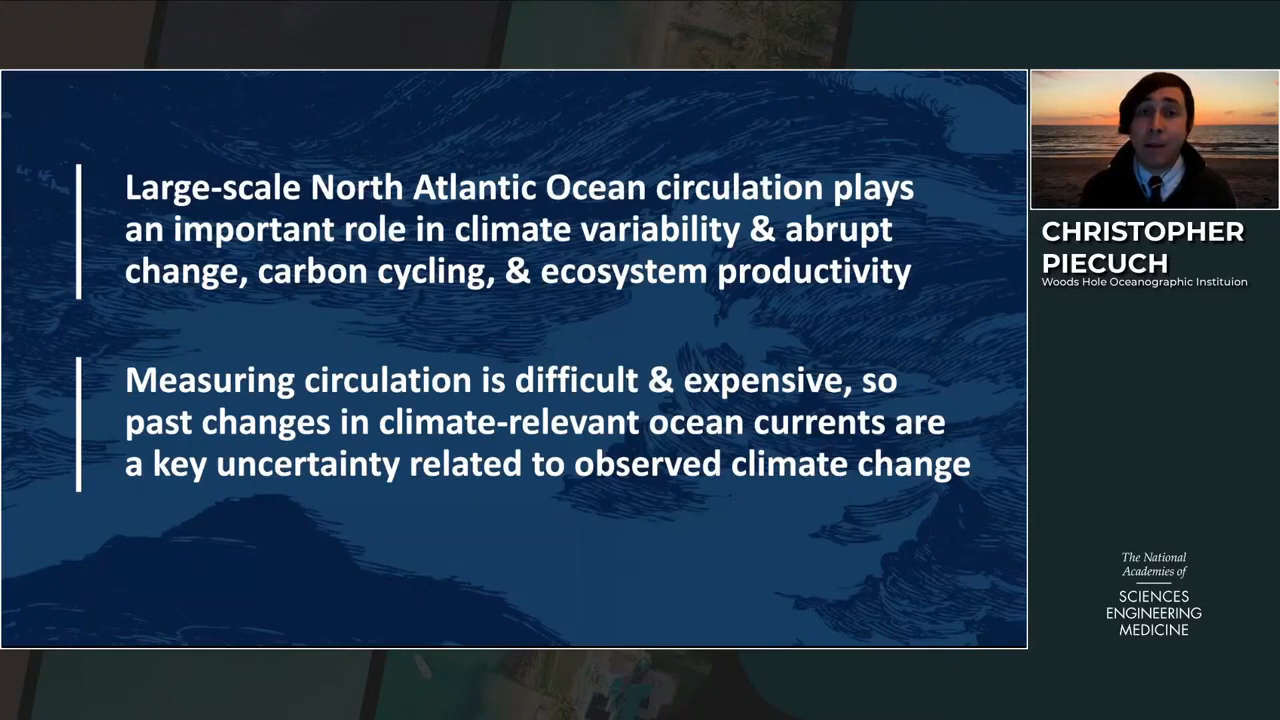 Large-scale North Atlantic Ocean circulation plays
an important role in climate variability & abrupt
change, carbon cycling, & ecosystem productivity
Measuring circulation is difficult & expensive, so
past changes in climate-relevant ocean currents are
a key uncertainty related to observed climate change
CHRISTOPHER
PIECUCH
Woods Hole Oceanographic Instituion
The National
Academies of
SCIENCES
ENGINEERING
MEDICINE